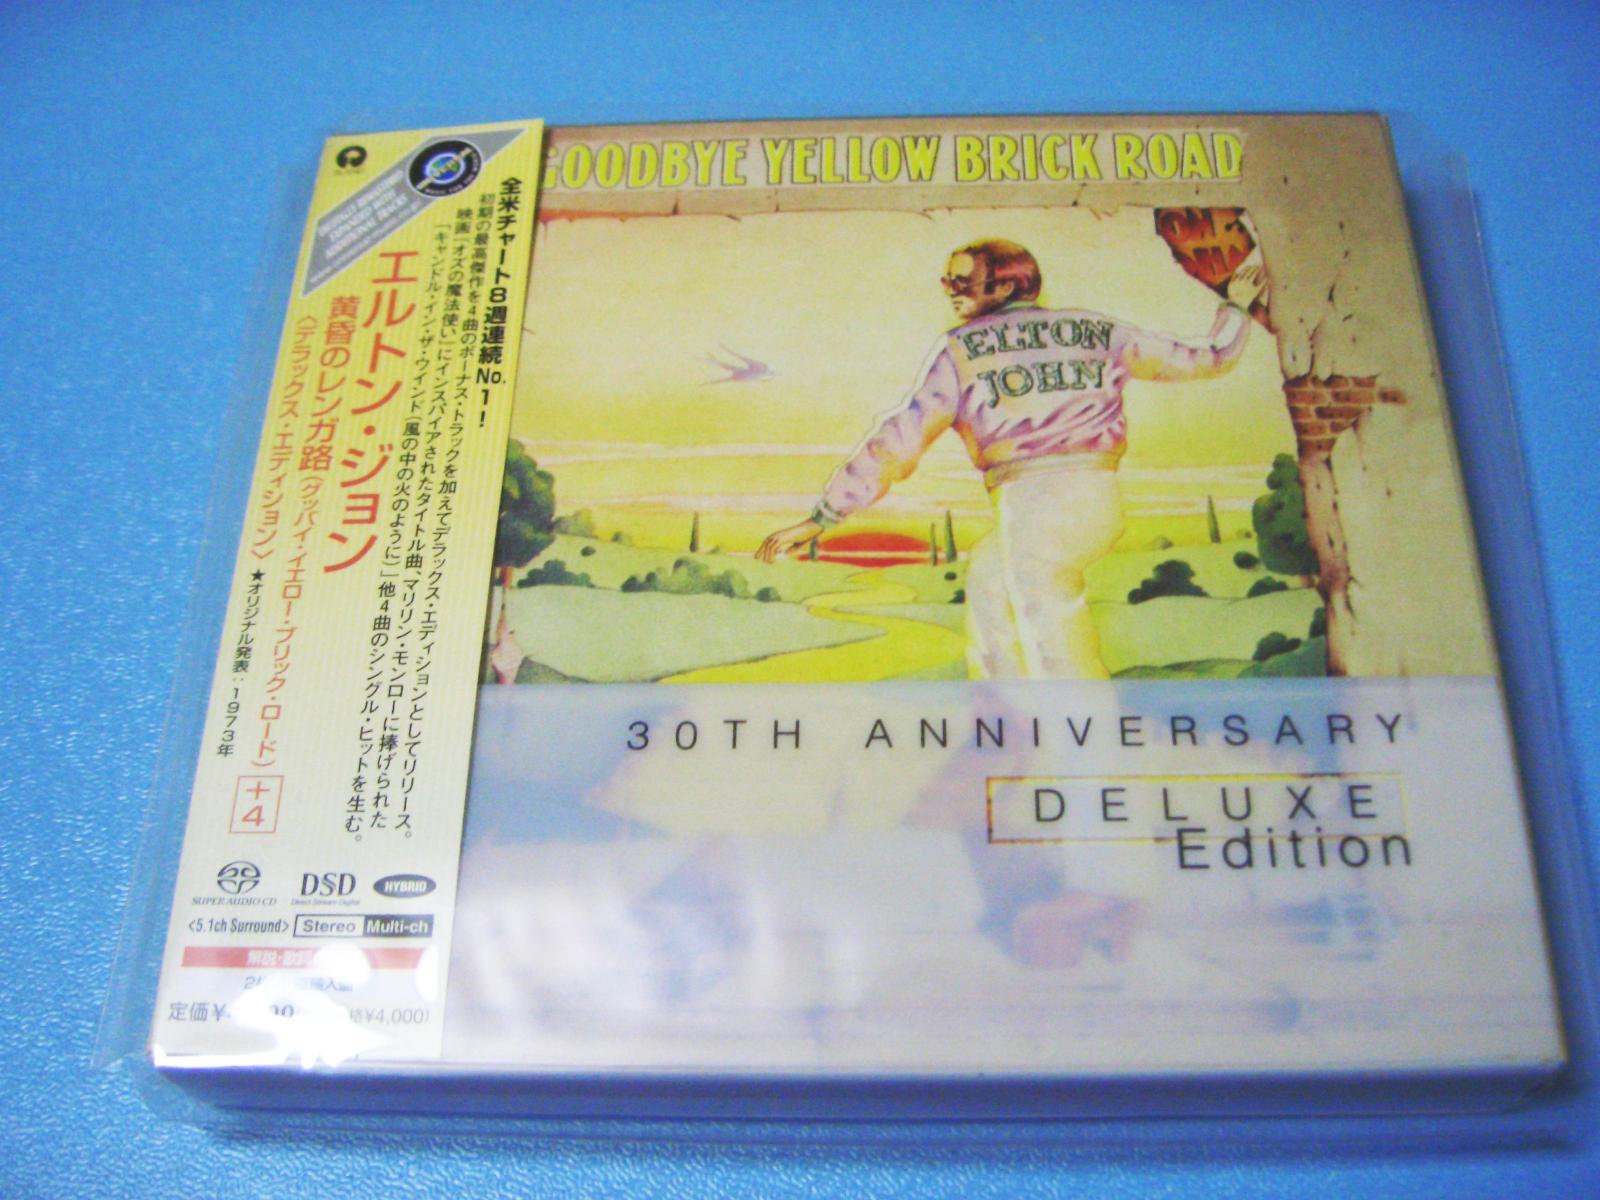 GOODBYE YELLOW BRICK ROAD
ELTON
JOHN
30TH ANNIVERSARY
DELUXE
Edition
全米チャート8週連続No.1!
初期の最高傑作を4曲のボーナス・トラックを加えてデラックス・エディションとしてリリース。
映画「オズの魔法使い」にインスパイアされたタイトル曲、マリリン・モンローに捧げられた
「キャンドル・イン・ザ・ウインド(風の中の火のように)」他4曲のシングル・ヒットを生む。
エルトン・ジョン
黄昏のレンガ路(グッバイ・イエロー・ブリック・ロード)
〈デラックス・エディション〉★オリジナル発表:1973年
+4
SUPER AUDIO CD
DSD
Direct Stream Digital
HYBRID
<5.1ch Surround>
Stereo
Multi-ch
解説・歌詞
定価¥
¥4,000)